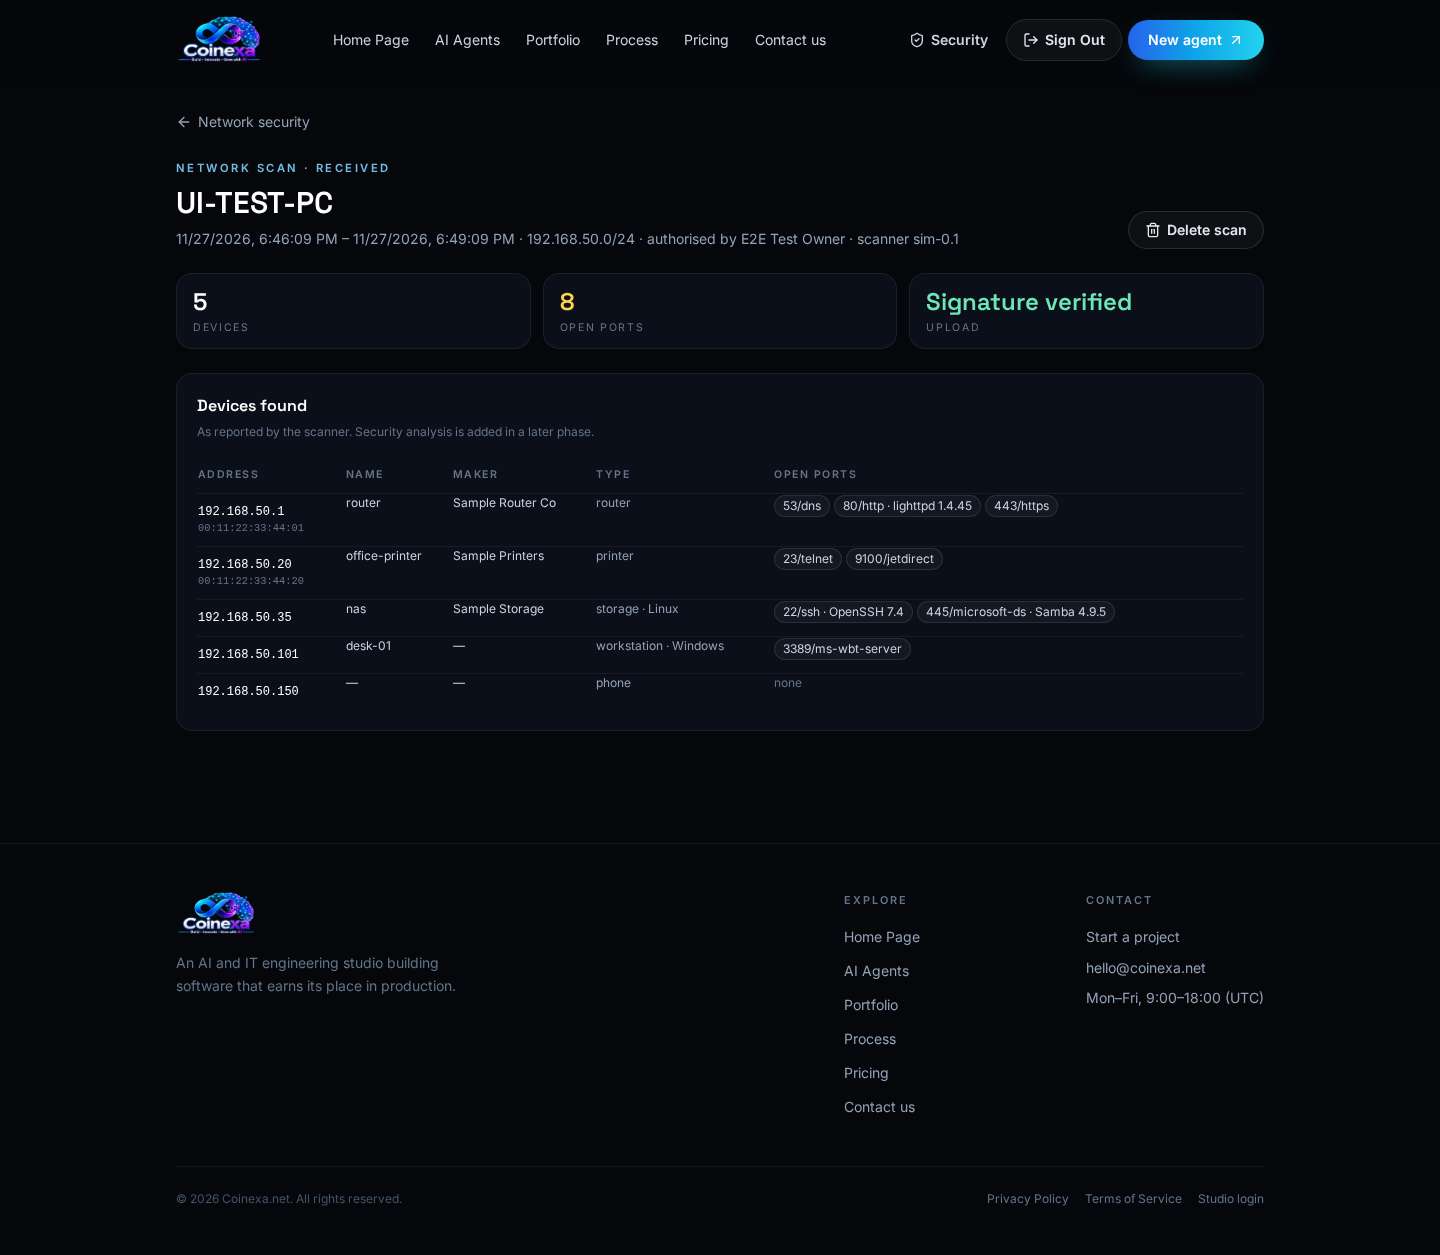 Coinexa
Home Page AI Agents Portfolio Process Pricing Contact us Security Sign Out New agent
Network security
NETWORK SCAN · RECEIVED
UI-TEST-PC
11/27/2026, 6:46:09 PM – 11/27/2026, 6:49:09 PM · 192.168.50.0/24 · authorised by E2E Test Owner · scanner sim-0.1
Delete scan
5
DEVICES
8
OPEN PORTS
Signature verified
UPLOAD
Devices found
As reported by the scanner. Security analysis is added in a later phase.
ADDRESS NAME MAKER TYPE OPEN PORTS
192.168.50.1 router Sample Router Co router 53/dns 80/http · lighttpd 1.4.45 443/https
00:11:22:33:44:01
192.168.50.20 office-printer Sample Printers printer 23/telnet 9100/jetdirect
00:11:22:33:44:20
192.168.50.35 nas Sample Storage storage · Linux 22/ssh · OpenSSH 7.4 445/microsoft-ds · Samba 4.9.5
192.168.50.101 desk-01 — workstation · Windows 3389/ms-wbt-server
192.168.50.150 — — phone none
Coinexa
An AI and IT engineering studio building
software that earns its place in production.
EXPLORE
Home Page
AI Agents
Portfolio
Process
Pricing
Contact us
CONTACT
Start a project
hello@coinexa.net
Mon–Fri, 9:00–18:00 (UTC)
© 2026 Coinexa.net. All rights reserved.
Privacy Policy Terms of Service Studio login